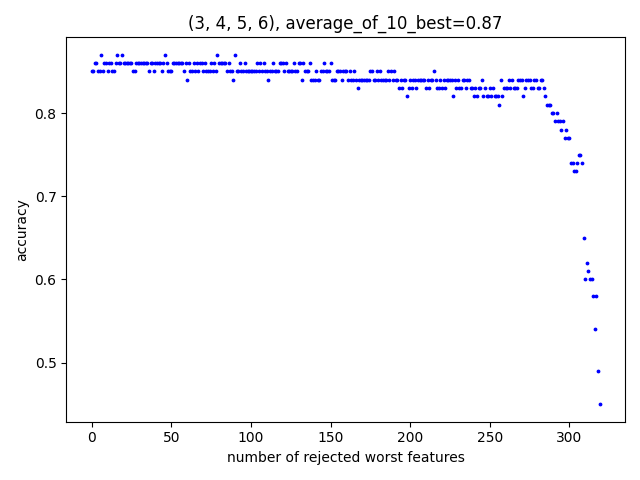 (3, 4, 5, 6), average_of_10_best=0.87
accuracy
0.8
0.7
0.6
0.5
0 50 100 150 200 250 300
number of rejected worst features